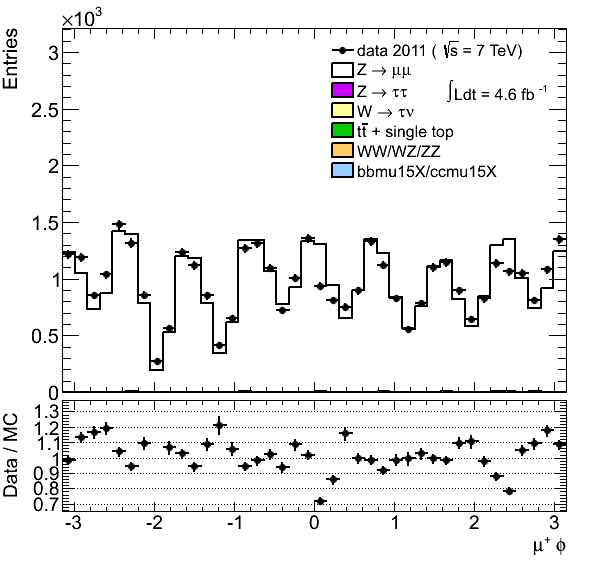 ×10³
Entries
3
2.5
2
1.5
1
0.5
0
data 2011 ( √s = 7 TeV)
Z → μμ
Z → ττ
∫Ldt = 4.6 fb⁻¹
W → τν
tt̅ + single top
WW/WZ/ZZ
bbmu15X/ccmu15X
Data / MC
1.3
1.2
1.1
1
0.9
0.8
0.7
-3 -2 -1 0 1 2 3
μ⁺ ϕ